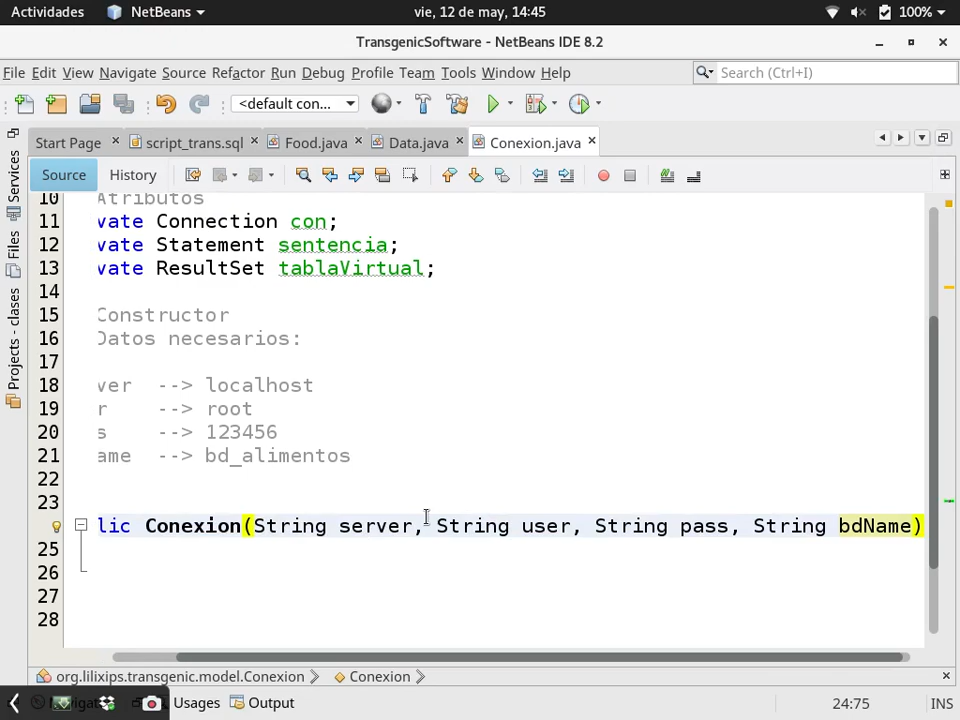 Actividades NetBeans vie, 12 de may, 14:45 100%
TransgenicSoftware - NetBeans IDE 8.2
File Edit View Navigate Source Refactor Run Debug Profile Team Tools Window Help Search (Ctrl+I)
<default con...
Start Page script_trans.sql Food.java Data.java Conexion.java
Source History
Services
Files
Projects - clases
10 Atributos
11 vate Connection con;
12 vate Statement sentencia;
13 vate ResultSet tablaVirtual;
14
15 Constructor
16 Datos necesarios:
17
18 ver --> localhost
19 r --> root
20 s --> 123456
21 ame --> bd_alimentos
22
23
lic Conexion(String server, String user, String pass, String bdName)
25
26
27
28
org.lilixips.transgenic.model.Conexion Conexion
Usages Output 24:75 INS